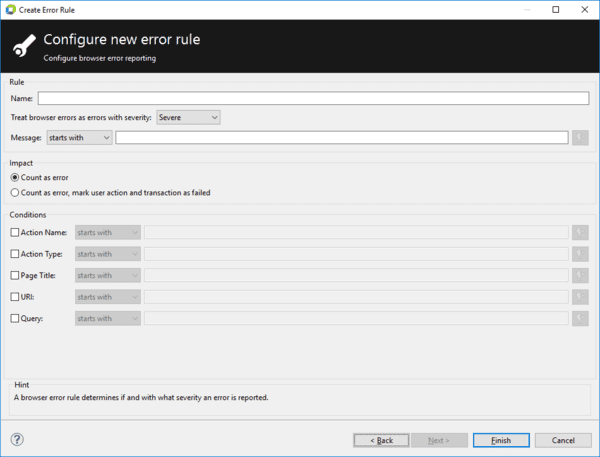 Create Error Rule
Configure new error rule
Configure browser error reporting
Rule
Name:
Treat browser errors as errors with severity: Severe
Message: starts with
Impact
Count as error
Count as error, mark user action and transaction as failed
Conditions
Action Name: starts with
Action Type: starts with
Page Title: starts with
URI: starts with
Query: starts with
Hint
A browser error rule determines if and with what severity an error is reported.
? < Back Next > Finish Cancel